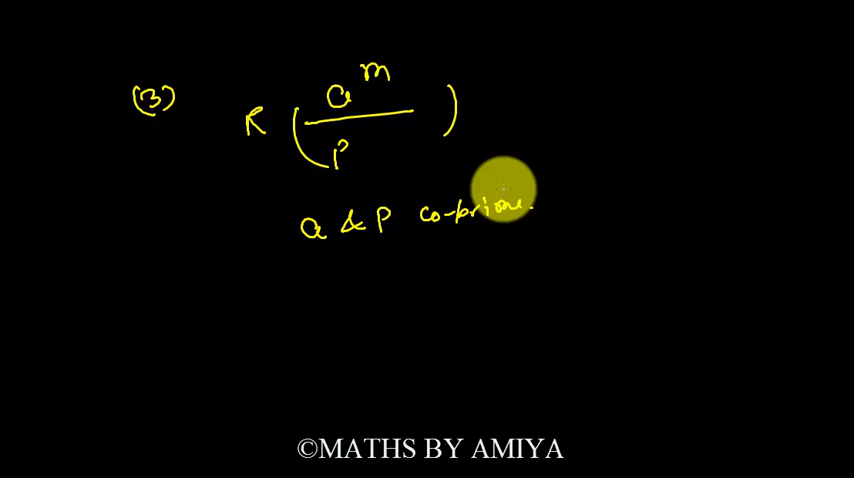 (3) R ( a^m / P )
a & P co-prime.
©MATHS BY AMIYA